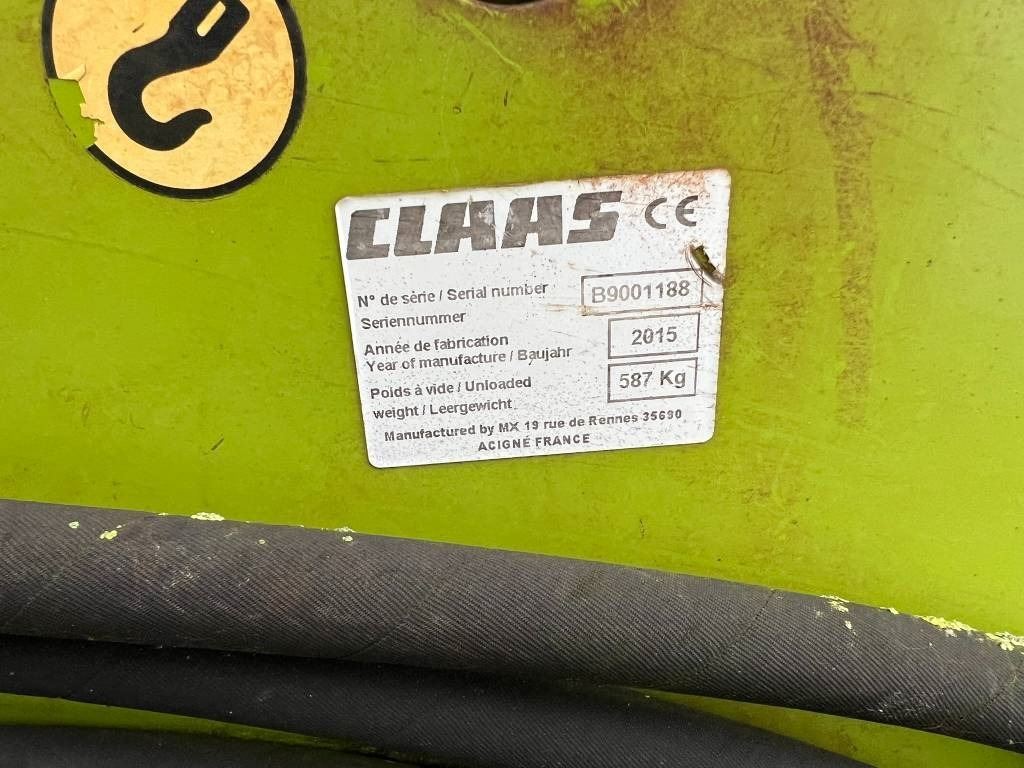 CLAAS CE
N° de série / Serial number B9001188
Seriennummer
Année de fabrication
Year of manufacture / Baujahr 2015
Poids à vide / Unloaded
weight / Leergewicht 587 Kg
Manufactured by MX 19 rue de Rennes 35690
ACIGNÉ FRANCE